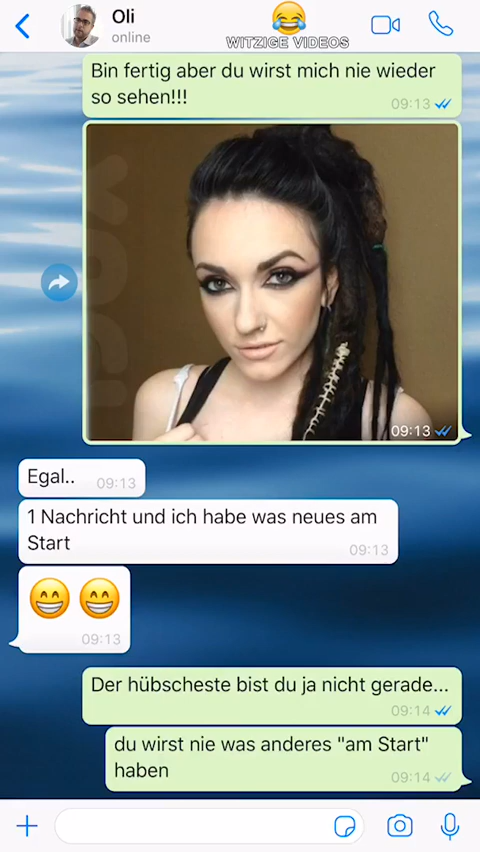 Oli
online
WITZIGE VIDEOS
Bin fertig aber du wirst mich nie wieder
so sehen!!!
09:13
09:13
Egal..
09:13
1 Nachricht und ich habe was neues am
Start
09:13
09:13
Der hübscheste bist du ja nicht gerade...
09:14
du wirst nie was anderes "am Start"
haben
09:14